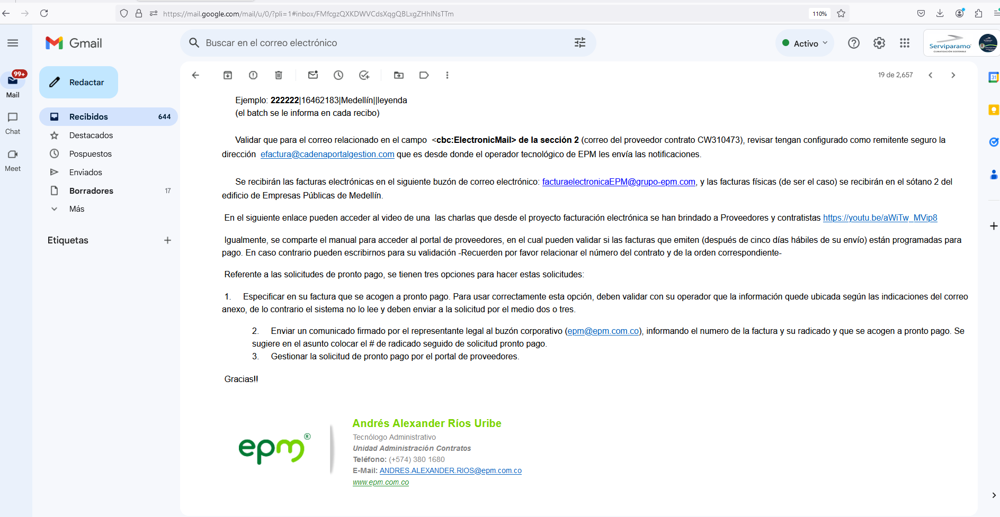 https://mail.google.com/mail/u/0/?pli=1#inbox/FMfcgzQXKDWVCdsXqgQBLxgZHhlNsTTm
110%
Gmail
Buscar en el correo electrónico
Activo
Serviparamo
CLIMATIZACIÓN SOSTENIBLE
99+
Mail
Chat
Meet
Redactar
Recibidos 644
Destacados
Pospuestos
Enviados
Borradores 17
Más
Etiquetas
19 de 2,657
31
Ejemplo: 222222|16462183|Medellín||leyenda
(el batch se le informa en cada recibo)
Validar que para el correo relacionado en el campo <cbc:ElectronicMail> de la sección 2 (correo del proveedor contrato CW310473), revisar tengan configurado como remitente seguro la
dirección efactura@cadenaportalgestion.com que es desde donde el operador tecnológico de EPM les envía las notificaciones.
Se recibirán las facturas electrónicas en el siguiente buzón de correo electrónico: facturaelectronicaEPM@grupo-epm.com, y las facturas físicas (de ser el caso) se recibirán en el sótano 2 del
edificio de Empresas Públicas de Medellín.
En el siguiente enlace pueden acceder al video de una las charlas que desde el proyecto facturación electrónica se han brindado a Proveedores y contratistas https://youtu.be/aWiTw_MVip8
Igualmente, se comparte el manual para acceder al portal de proveedores, en el cual pueden validar si las facturas que emiten (después de cinco días hábiles de su envío) están programadas para
pago. En caso contrario pueden escribirnos para su validación -Recuerden por favor relacionar el número del contrato y de la orden correspondiente-
Referente a las solicitudes de pronto pago, se tienen tres opciones para hacer estas solicitudes:
1. Especificar en su factura que se acogen a pronto pago. Para usar correctamente esta opción, deben validar con su operador que la información quede ubicada según las indicaciones del correo
anexo, de lo contrario el sistema no lo lee y deben enviar a la solicitud por el medio dos o tres.
2. Enviar un comunicado firmado por el representante legal al buzón corporativo (epm@epm.com.co), informando el numero de la factura y su radicado y que se acogen a pronto pago. Se
sugiere en el asunto colocar el # de radicado seguido de solicitud pronto pago.
3. Gestionar la solicitud de pronto pago por el portal de proveedores.
Gracias!!
epm®
Andrés Alexander Ríos Uribe
Tecnólogo Administrativo
Unidad Administración Contratos
Teléfono: (+574) 380 1680
E-Mail: ANDRES.ALEXANDER.RIOS@epm.com.co
www.epm.com.co